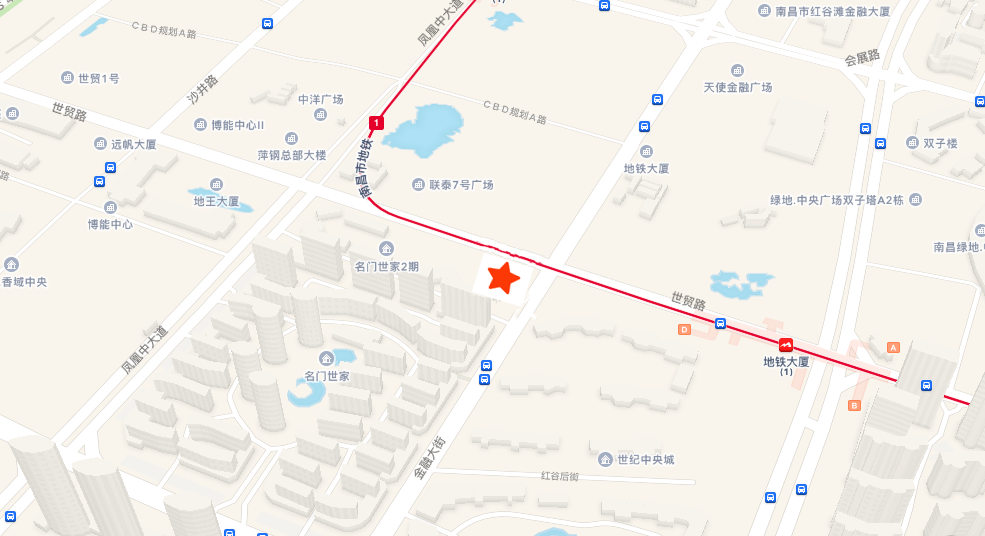 (1)
南昌市红谷滩金融大厦
凤凰中大道
CBD规划A路
会展路
世贸1号
沙井路
天使金融广场
世贸路
中洋广场
CBD规划A路
1
博能中心II
双子楼
远帆大厦
萍钢总部大楼
南昌市地铁
地铁大厦
联泰7号广场
地王大厦
绿地.中央广场双子塔A2栋
博能中心
南昌绿地.
名门世家2期
香域中央
世贸路
D
凤凰中大道
A
地铁大厦
(1)
名门世家
B
金融大街
世纪中央城
红谷后街